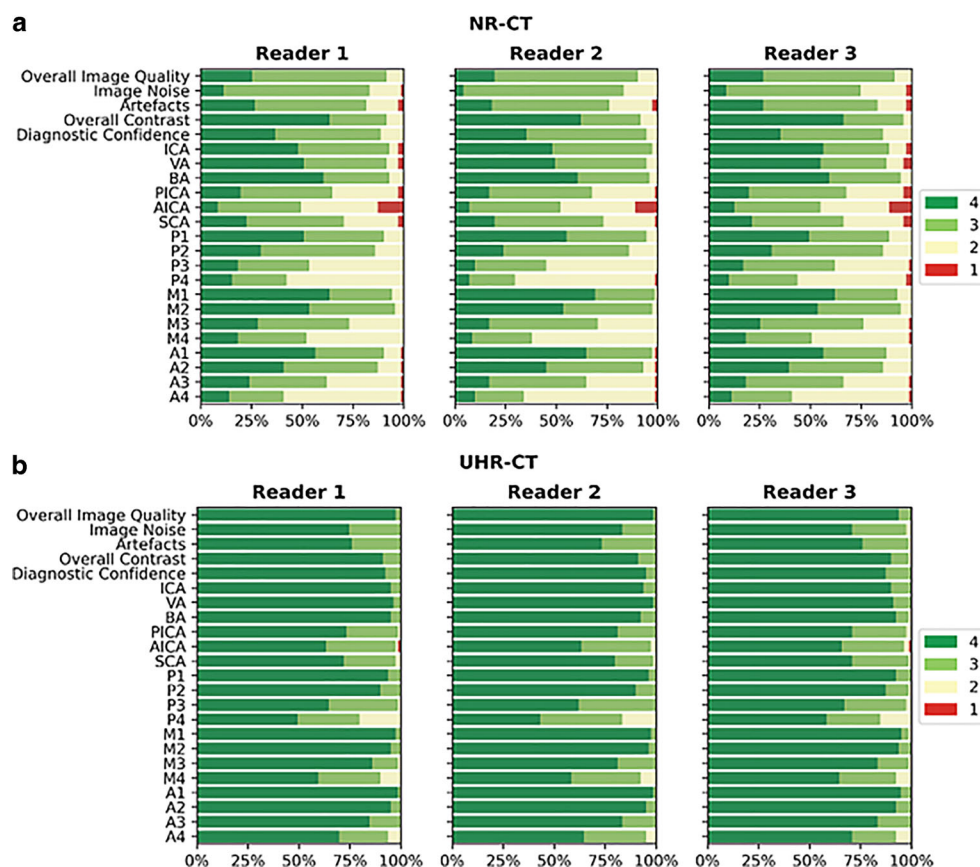 a
NR-CT
Reader 1 Reader 2 Reader 3
Overall Image Quality
Image Noise
Artefacts
Overall Contrast
Diagnostic Confidence
ICA
VA
BA
PICA
AICA
SCA
P1
P2
P3
P4
M1
M2
M3
M4
A1
A2
A3
A4
0% 25% 50% 75% 100% 0% 25% 50% 75% 100% 0% 25% 50% 75% 100%
4
3
2
1
b
UHR-CT
Reader 1 Reader 2 Reader 3
Overall Image Quality
Image Noise
Artefacts
Overall Contrast
Diagnostic Confidence
ICA
VA
BA
PICA
AICA
SCA
P1
P2
P3
P4
M1
M2
M3
M4
A1
A2
A3
A4
0% 25% 50% 75% 100% 0% 25% 50% 75% 100% 0% 25% 50% 75% 100%
4
3
2
1